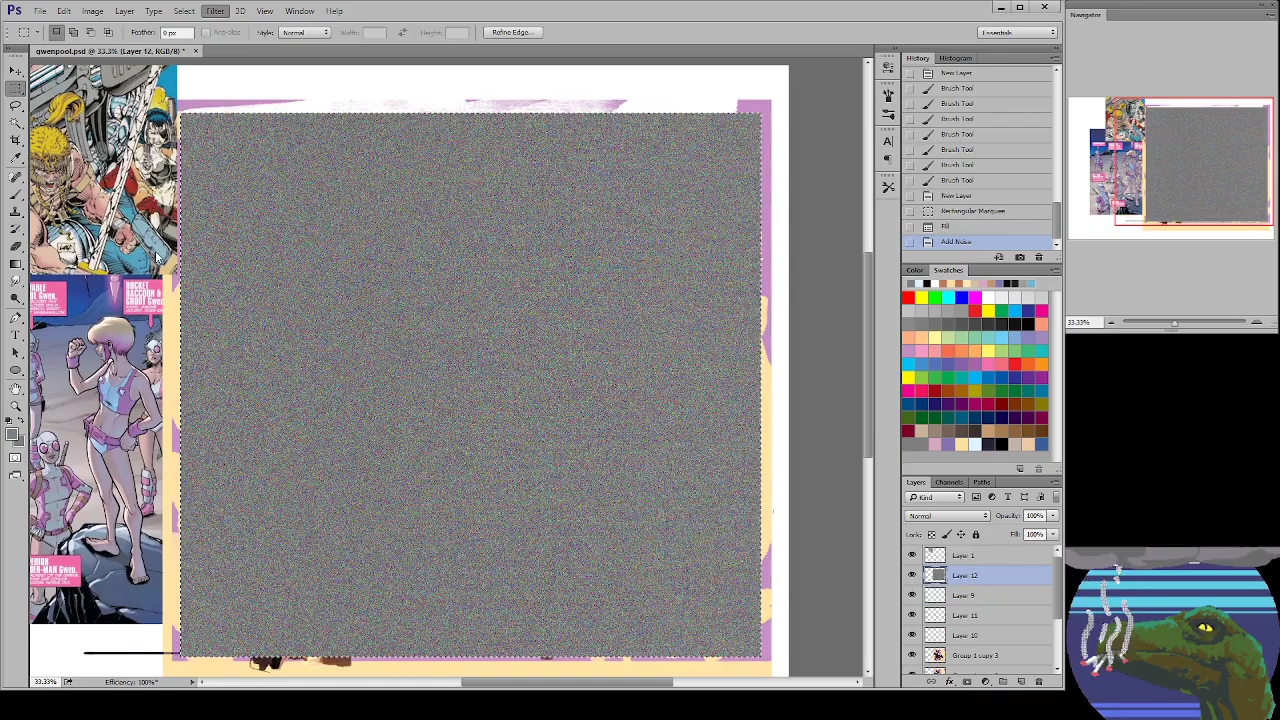 Ps File Edit Image Layer Type Select Filter 3D View Window Help
Feather: 0 px Anti-alias Style: Normal Width: Height: Refine Edge... Essentials
gwenpool.psd @ 33.3% (Layer 12, RGB/8*) * ×
Navigator
History Histogram
New Layer
Brush Tool
Brush Tool
Brush Tool
Brush Tool
Brush Tool
Brush Tool
Brush Tool
New Layer
Rectangular Marquee
Fill
Add Noise
Color Swatches
33.33%
ROCKET
RACCOON &
GROOT Gwen,
Layers Channels Paths
Kind
Normal Opacity: 100%
Lock: Fill: 100%
Layer 1
Layer 12
Layer 9
Layer 11
Layer 10
Group 1 copy 3
33.33% Efficiency: 100%*